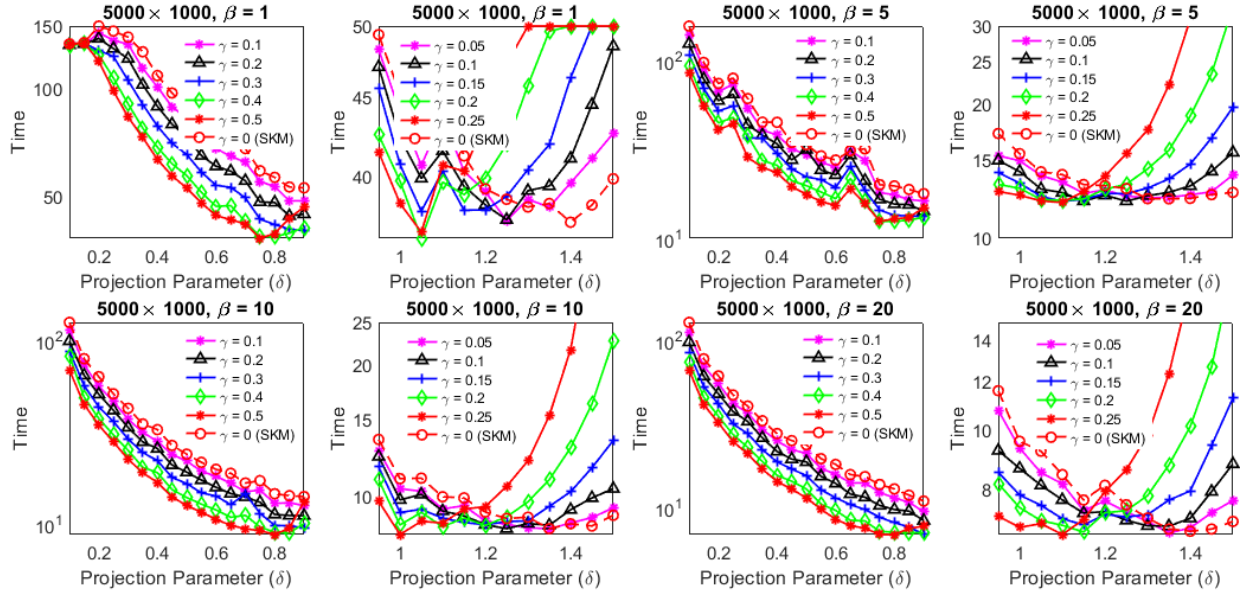 5000 × 1000, β = 1
150
100
50
Time
0.2 0.4 0.6 0.8
Projection Parameter (δ)
γ = 0.1
γ = 0.2
γ = 0.3
γ = 0.4
γ = 0.5
γ = 0 (SKM)
5000 × 1000, β = 1
50
45
40
Time
1 1.2 1.4
Projection Parameter (δ)
γ = 0.05
γ = 0.1
γ = 0.15
γ = 0.2
γ = 0.25
γ = 0 (SKM)
5000 × 1000, β = 5
10²
10¹
Time
0.2 0.4 0.6 0.8
Projection Parameter (δ)
γ = 0.1
γ = 0.2
γ = 0.3
γ = 0.4
γ = 0.5
γ = 0 (SKM)
5000 × 1000, β = 5
30
25
20
15
10
Time
1 1.2 1.4
Projection Parameter (δ)
γ = 0.05
γ = 0.1
γ = 0.15
γ = 0.2
γ = 0.25
γ = 0 (SKM)
5000 × 1000, β = 10
10²
10¹
Time
0.2 0.4 0.6 0.8
Projection Parameter (δ)
γ = 0.1
γ = 0.2
γ = 0.3
γ = 0.4
γ = 0.5
γ = 0 (SKM)
5000 × 1000, β = 10
25
20
15
10
Time
1 1.2 1.4
Projection Parameter (δ)
γ = 0.05
γ = 0.1
γ = 0.15
γ = 0.2
γ = 0.25
γ = 0 (SKM)
5000 × 1000, β = 20
10²
10¹
Time
0.2 0.4 0.6 0.8
Projection Parameter (δ)
γ = 0.1
γ = 0.2
γ = 0.3
γ = 0.4
γ = 0.5
γ = 0 (SKM)
5000 × 1000, β = 20
14
12
10
8
Time
1 1.2 1.4
Projection Parameter (δ)
γ = 0.05
γ = 0.1
γ = 0.15
γ = 0.2
γ = 0.25
γ = 0 (SKM)